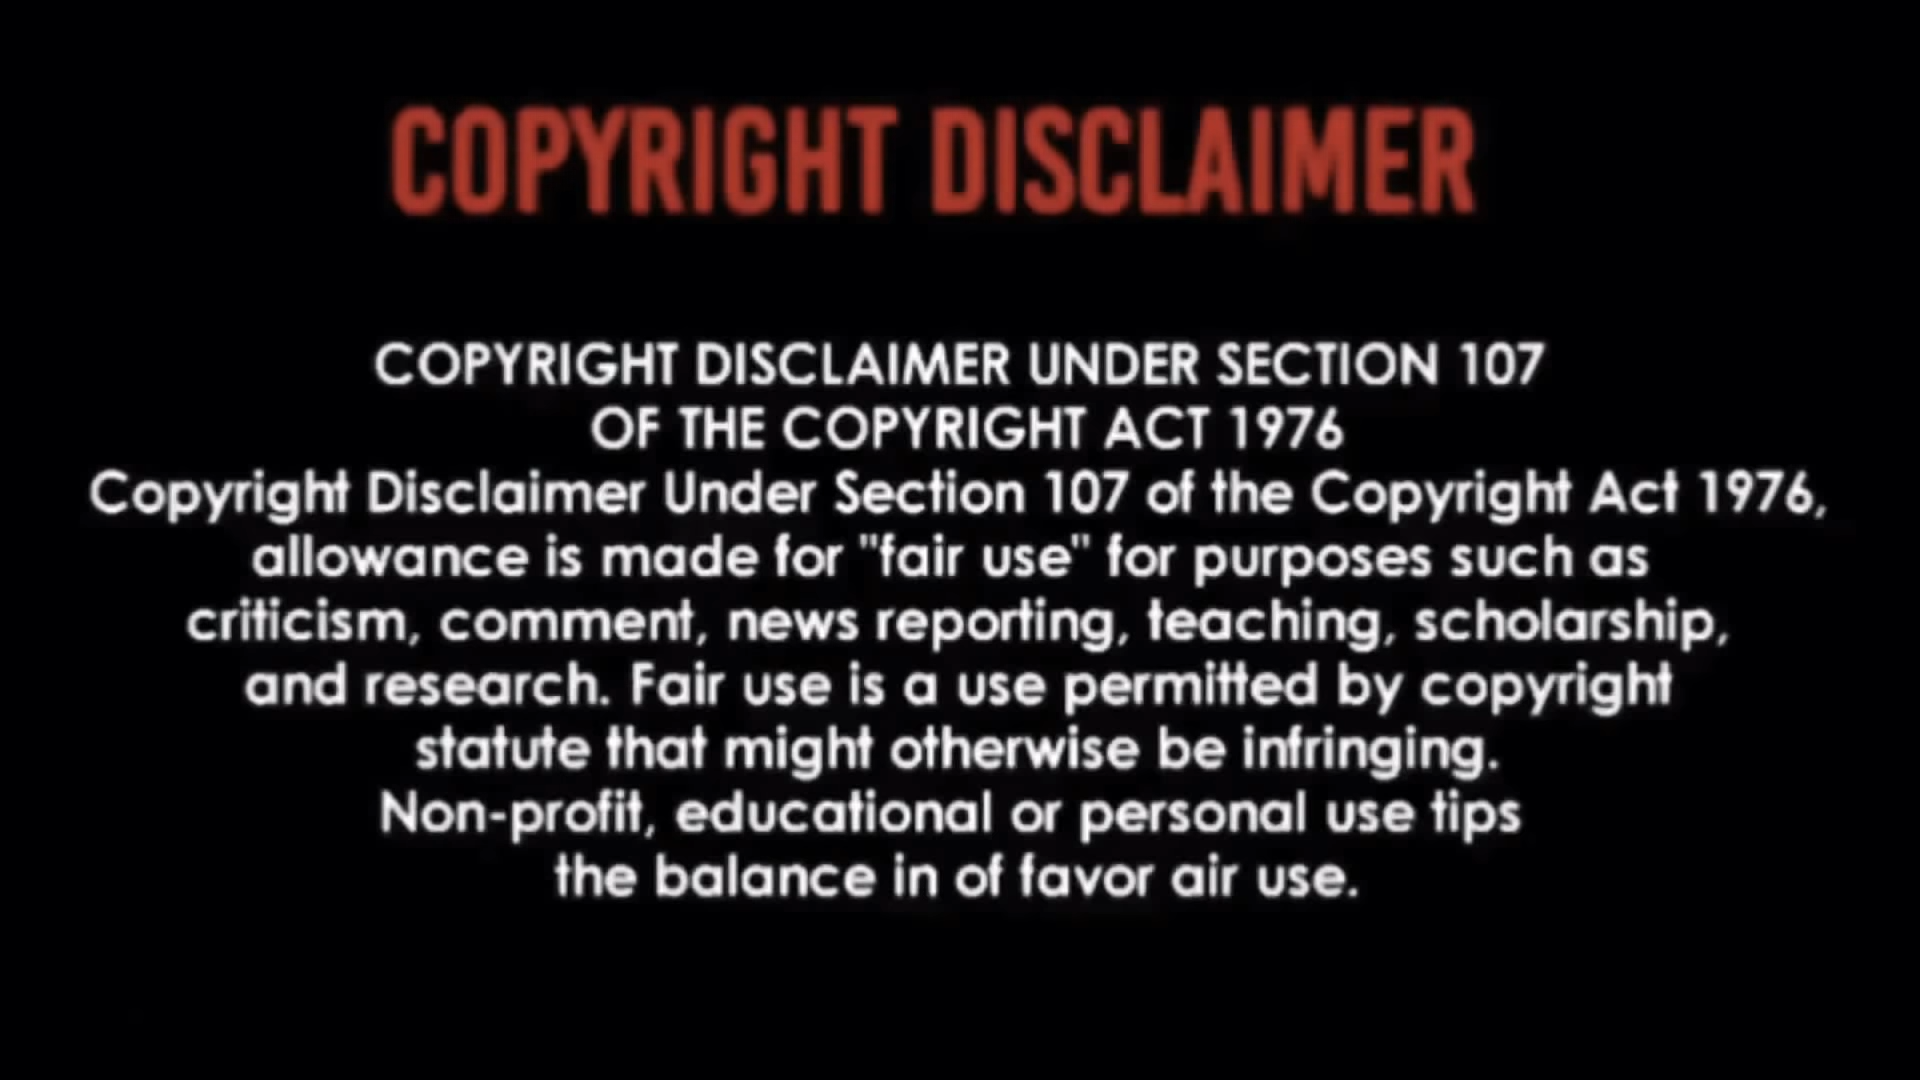 COPYRIGHT DISCLAIMER
COPYRIGHT DISCLAIMER UNDER SECTION 107
OF THE COPYRIGHT ACT 1976
Copyright Disclaimer Under Section 107 of the Copyright Act 1976,
allowance is made for "fair use" for purposes such as
criticism, comment, news reporting, teaching, scholarship,
and research. Fair use is a use permitted by copyright
statute that might otherwise be infringing.
Non-profit, educational or personal use tips
the balance in of favor air use.